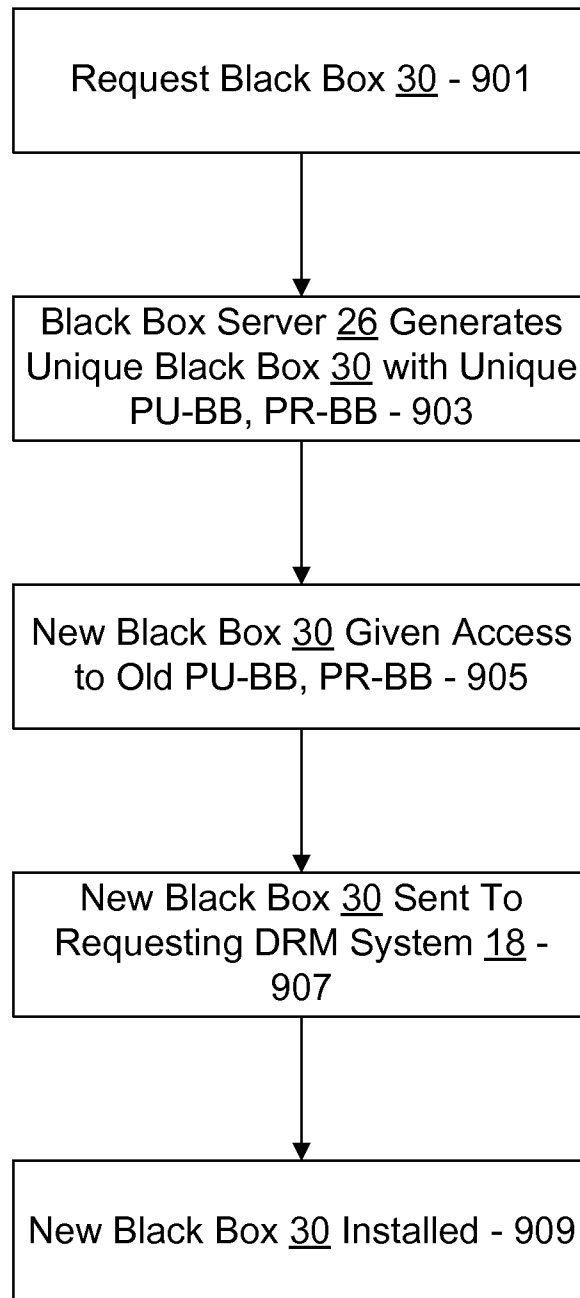 Request Black Box 30 - 901
Black Box Server 26 Generates
Unique Black Box 30 with Unique
PU-BB, PR-BB - 903
New Black Box 30 Given Access
to Old PU-BB, PR-BB - 905
New Black Box 30 Sent To
Requesting DRM System 18 -
907
New Black Box 30 Installed - 909